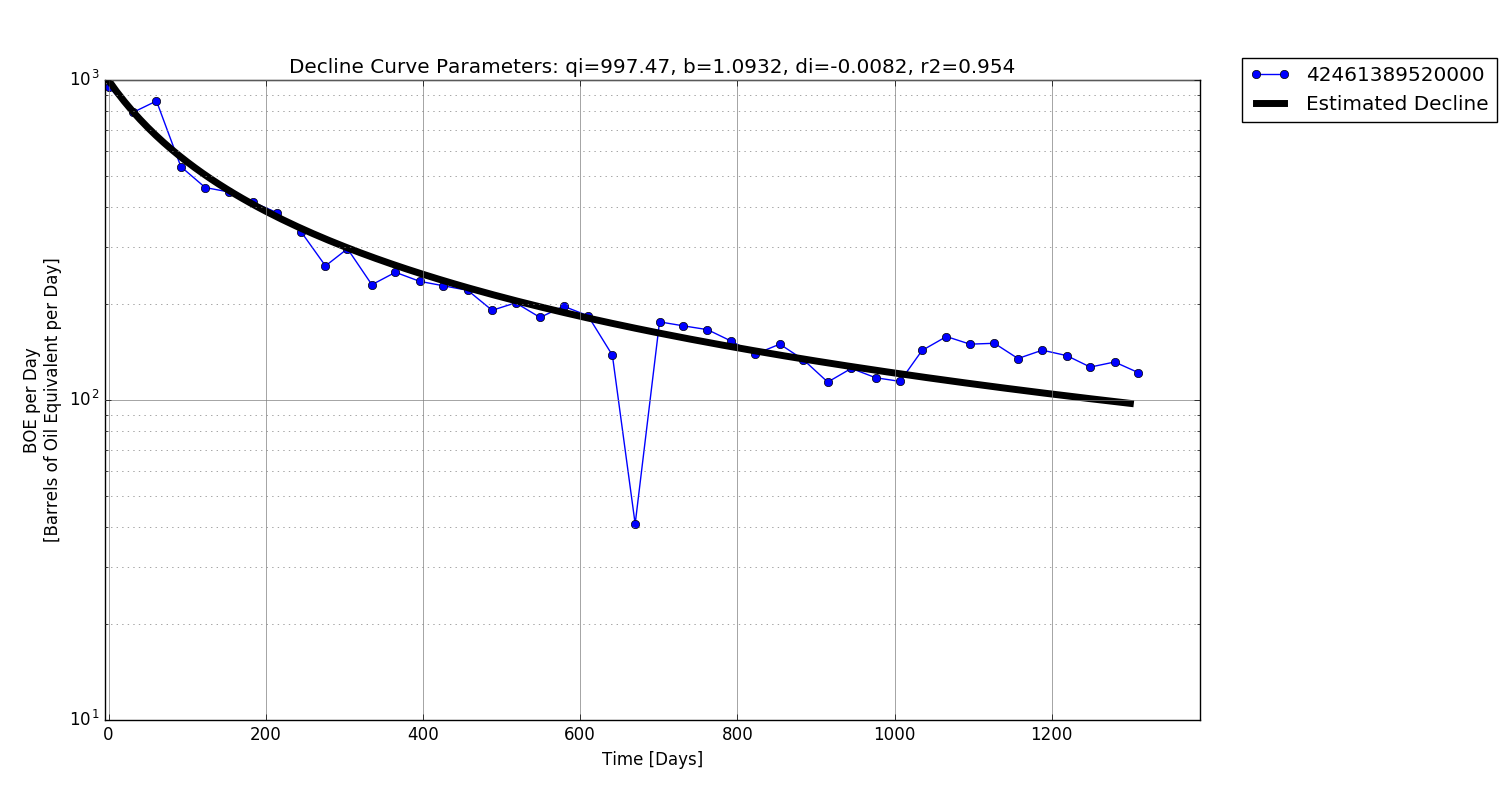 Decline Curve Parameters: qi=997.47, b=1.0932, di=-0.0082, r2=0.954
42461389520000
Estimated Decline
10³
10²
10¹
BOE per Day
[Barrels of Oil Equivalent per Day]
0 200 400 600 800 1000 1200
Time [Days]